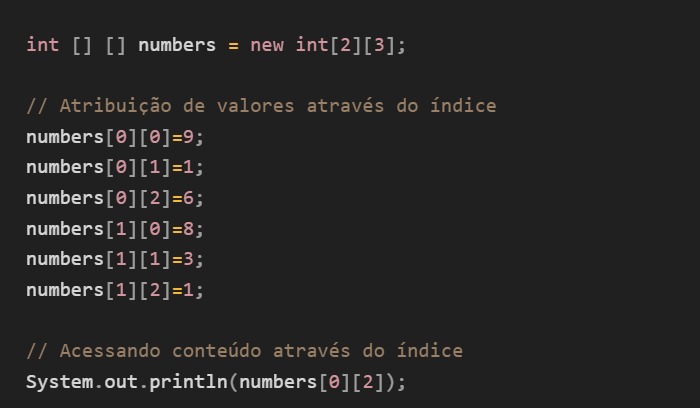 int [] [] numbers = new int[2][3];
// Atribuição de valores através do índice
numbers[0][0]=9;
numbers[0][1]=1;
numbers[0][2]=6;
numbers[1][0]=8;
numbers[1][1]=3;
numbers[1][2]=1;
// Acessando conteúdo através do índice
System.out.println(numbers[0][2]);